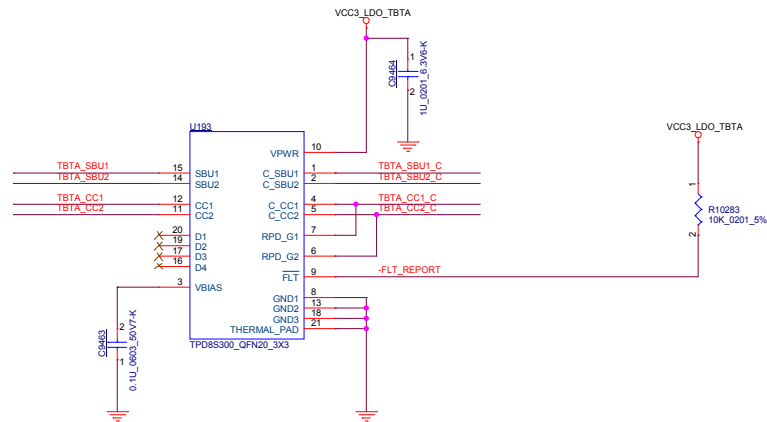 VCC3_LDO_TBTA
1
C9464
1U_0201_6.3V6-K
2
VCC3_LDO_TBTA
1
R10283
10K_0201_5%
2
U193
10
VPWR
TBTA_SBU1
15
SBU1
C_SBU1
1
TBTA_SBU1_C
TBTA_SBU2
14
SBU2
C_SBU2
2
TBTA_SBU2_C
TBTA_CC1
12
CC1
C_CC1
4
TBTA_CC1_C
TBTA_CC2
11
CC2
C_CC2
5
TBTA_CC2_C
20
D1
RPD_G1
7
19
D2
17
D3
RPD_G2
6
16
D4
FLT
9
-FLT_REPORT
3
VBIAS
GND1
8
GND2
13
GND3
18
THERMAL_PAD
21
TPD8S300_QFN20_3X3
2
C9463
0.1U_0603_50V7-K
1